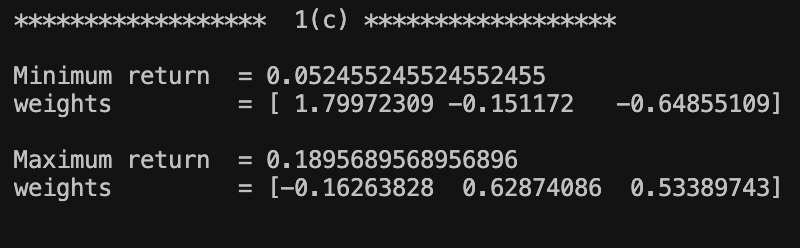 ****************** 1(c) ******************
Minimum return = 0.052455245524552455
weights = [ 1.79972309 -0.151172 -0.64855109]
Maximum return = 0.1895689568956896
weights = [-0.16263828 0.62874086 0.53389743]